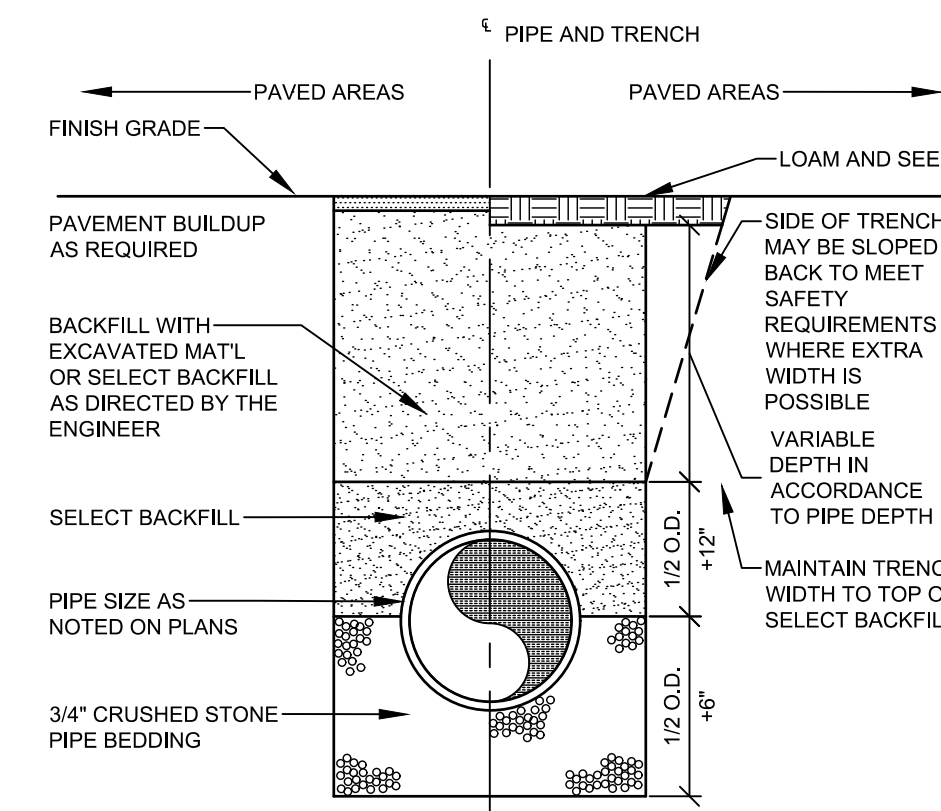 ℄ PIPE AND TRENCH
PAVED AREAS
PAVED AREAS
FINISH GRADE
LOAM AND SEE
PAVEMENT BUILDUP
AS REQUIRED
SIDE OF TRENCH
MAY BE SLOPED
BACK TO MEET
SAFETY
REQUIREMENTS
WHERE EXTRA
WIDTH IS
POSSIBLE
BACKFILL WITH
EXCAVATED MAT'L
OR SELECT BACKFILL
AS DIRECTED BY THE
ENGINEER
VARIABLE
DEPTH IN
ACCORDANCE
TO PIPE DEPTH
SELECT BACKFILL
1/2 O.D.
+12"
MAINTAIN TRENC
WIDTH TO TOP O
SELECT BACKFIL
PIPE SIZE AS
NOTED ON PLANS
3/4" CRUSHED STONE
PIPE BEDDING
1/2 O.D.
+6"